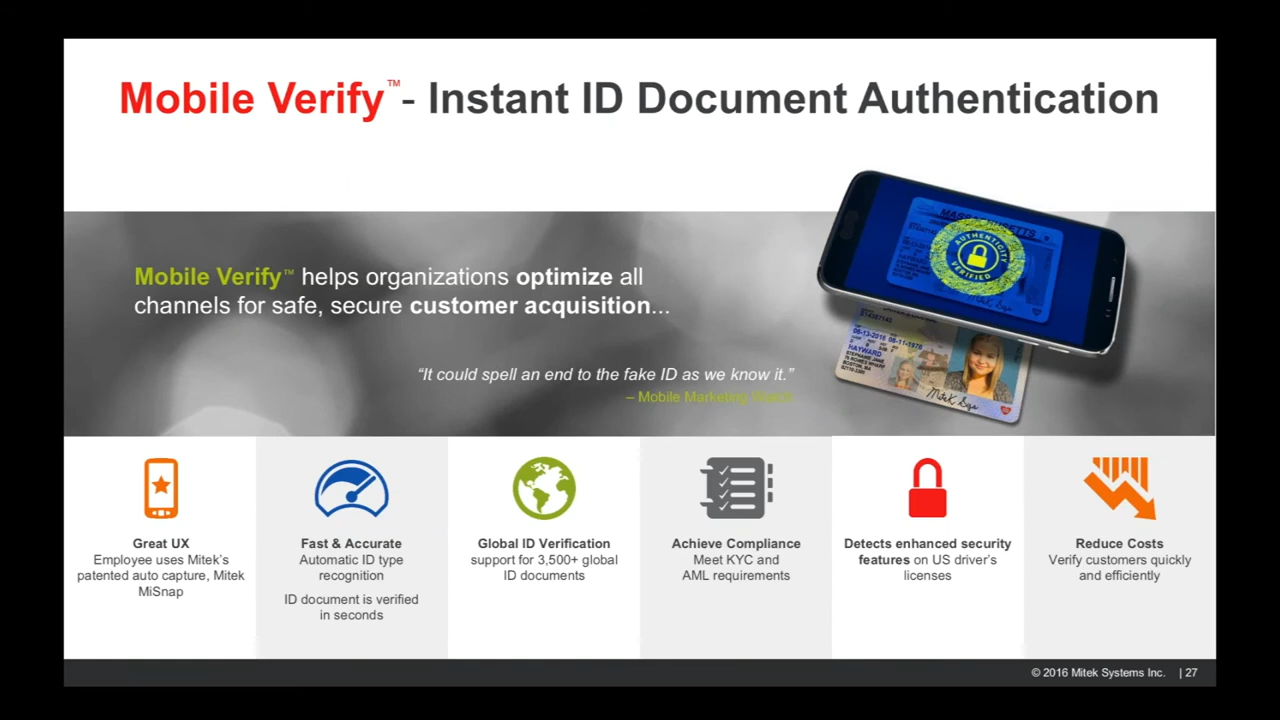 Mobile Verify™- Instant ID Document Authentication
Mobile Verify™ helps organizations optimize all
channels for safe, secure customer acquisition...
“It could spell an end to the fake ID as we know it.”
– Mobile Marketing Watch
AUTHENTICITY
VERIFIED
HAYWARD
STEPHANIE JANE
BOSTON, MA
Great UX
Employee uses Mitek’s
patented auto capture, Mitek
MiSnap
Fast & Accurate
Automatic ID type
recognition
ID document is verified
in seconds
Global ID Verification
support for 3,500+ global
ID documents
Achieve Compliance
Meet KYC and
AML requirements
Detects enhanced security
features on US driver’s
licenses
Reduce Costs
Verify customers quickly
and efficiently
© 2016 Mitek Systems Inc. | 27